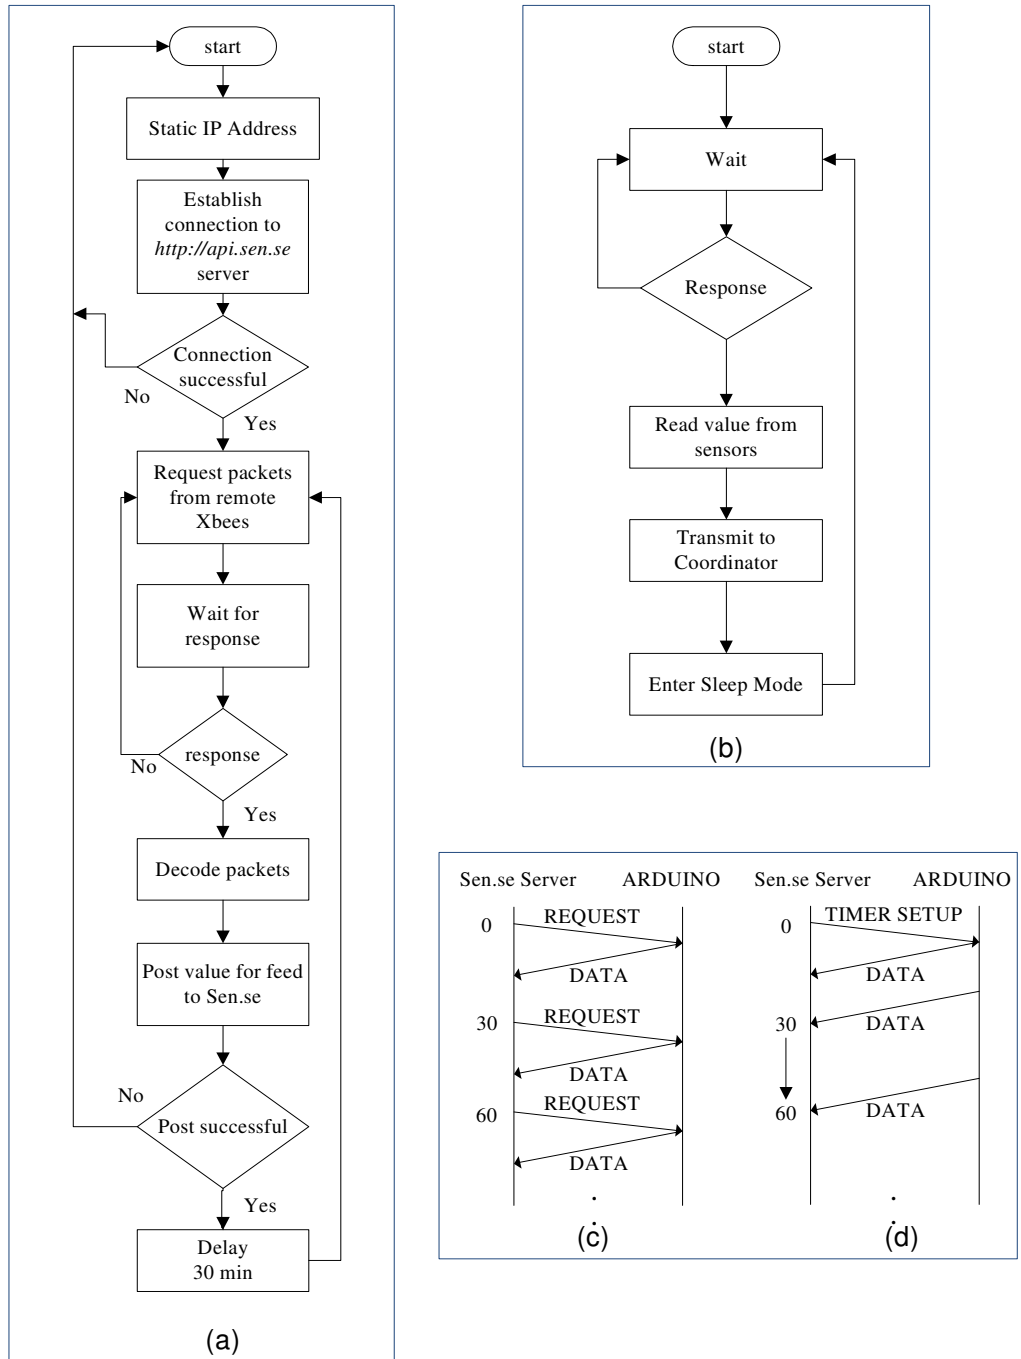 start
Static IP Address
Establish
connection to
http://api.sen.se
server
Connection
successful
No
Yes
Request packets
from remote
Xbees
Wait for
response
response
No
Yes
Decode packets
Post value for feed
to Sen.se
No
Post successful
Yes
Delay
30 min
(a)
start
Wait
Response
Read value from
sensors
Transmit to
Coordinator
Enter Sleep Mode
(b)
Sen.se Server ARDUINO
0 REQUEST
DATA
30 REQUEST
DATA
60 REQUEST
DATA
(c)
Sen.se Server ARDUINO
0 TIMER SETUP
DATA
30 DATA
60 DATA
(d)